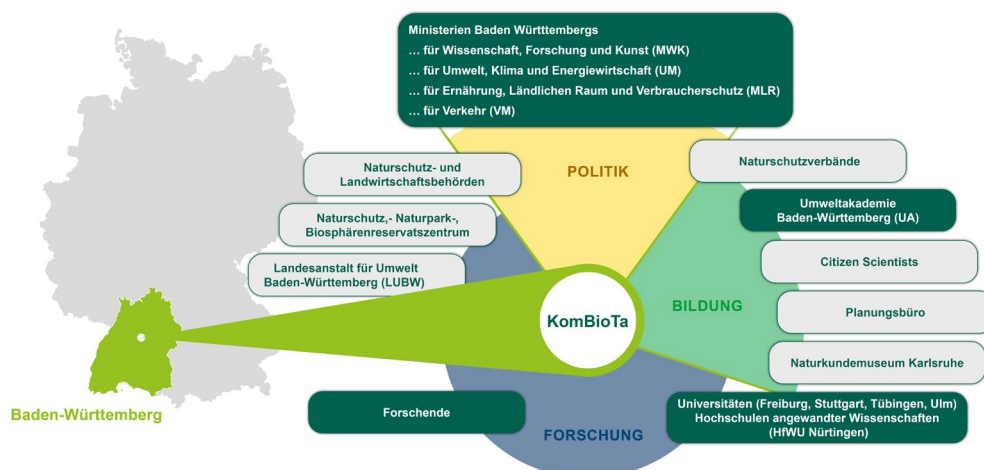 Ministerien Baden Württtembergs
… für Wissenschaft, Forschung und Kunst (MWK)
… für Umwelt, Klima und Energiewirtschaft (UM)
… für Ernährung, Ländlichen Raum und Verbraucherschutz (MLR)
… für Verkehr (VM)
Naturschutz- und
Landwirtschaftsbehörden
POLITIK
Naturschutzverbände
Naturschutz,- Naturpark-,
Biosphärenreservatszentrum
Umweltakademie
Baden-Württemberg (UA)
Landesanstalt für Umwelt
Baden-Württemberg (LUBW)
Citizen Scientists
KomBioTa
BILDUNG
Planungsbüro
Naturkundemuseum Karlsruhe
Baden-Württemberg
Forschende
FORSCHUNG
Universitäten (Freiburg, Stuttgart, Tübingen, Ulm)
Hochschulen angewandter Wissenschaften
(HfWU Nürtingen)